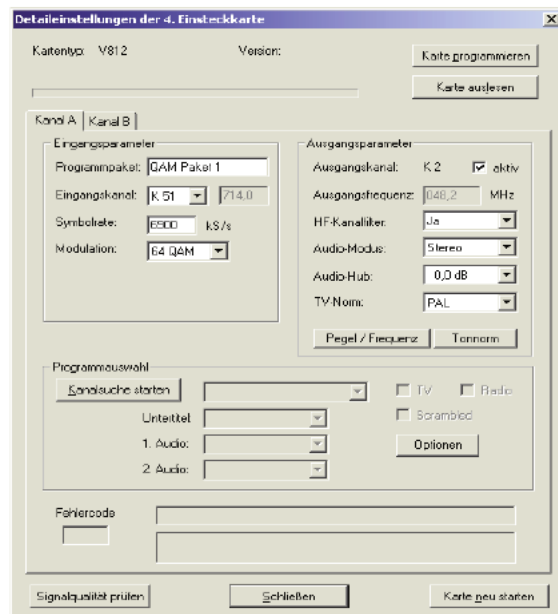 Detaileinstellungen der 4. Einsteckkarte
Kartentyp: V812 Version:
Karte programmieren
Karte auslesen
Kanal A Kanal B
Eingangsparameter
Programmpaket: QAM Paket 1
Eingangskanal: K 51 714,0
Symbolrate: 6900 kS/s
Modulation: 64 QAM
Ausgangsparameter
Ausgangskanal: K 2 aktiv
Ausgangsfrequenz: 048,2 MHz
HF-Kanalfilter: Ja
Audio-Modus: Stereo
Audio-Hub: 0,0 dB
TV-Norm: PAL
Pegel / Frequenz Tonnorm
Programmauswahl
Kanalsuche starten
TV Radio
Untertitel Scrambled
1. Audio: Optionen
2. Audio:
Fehlercode
Signalqualität prüfen Schließen Karte neu starten